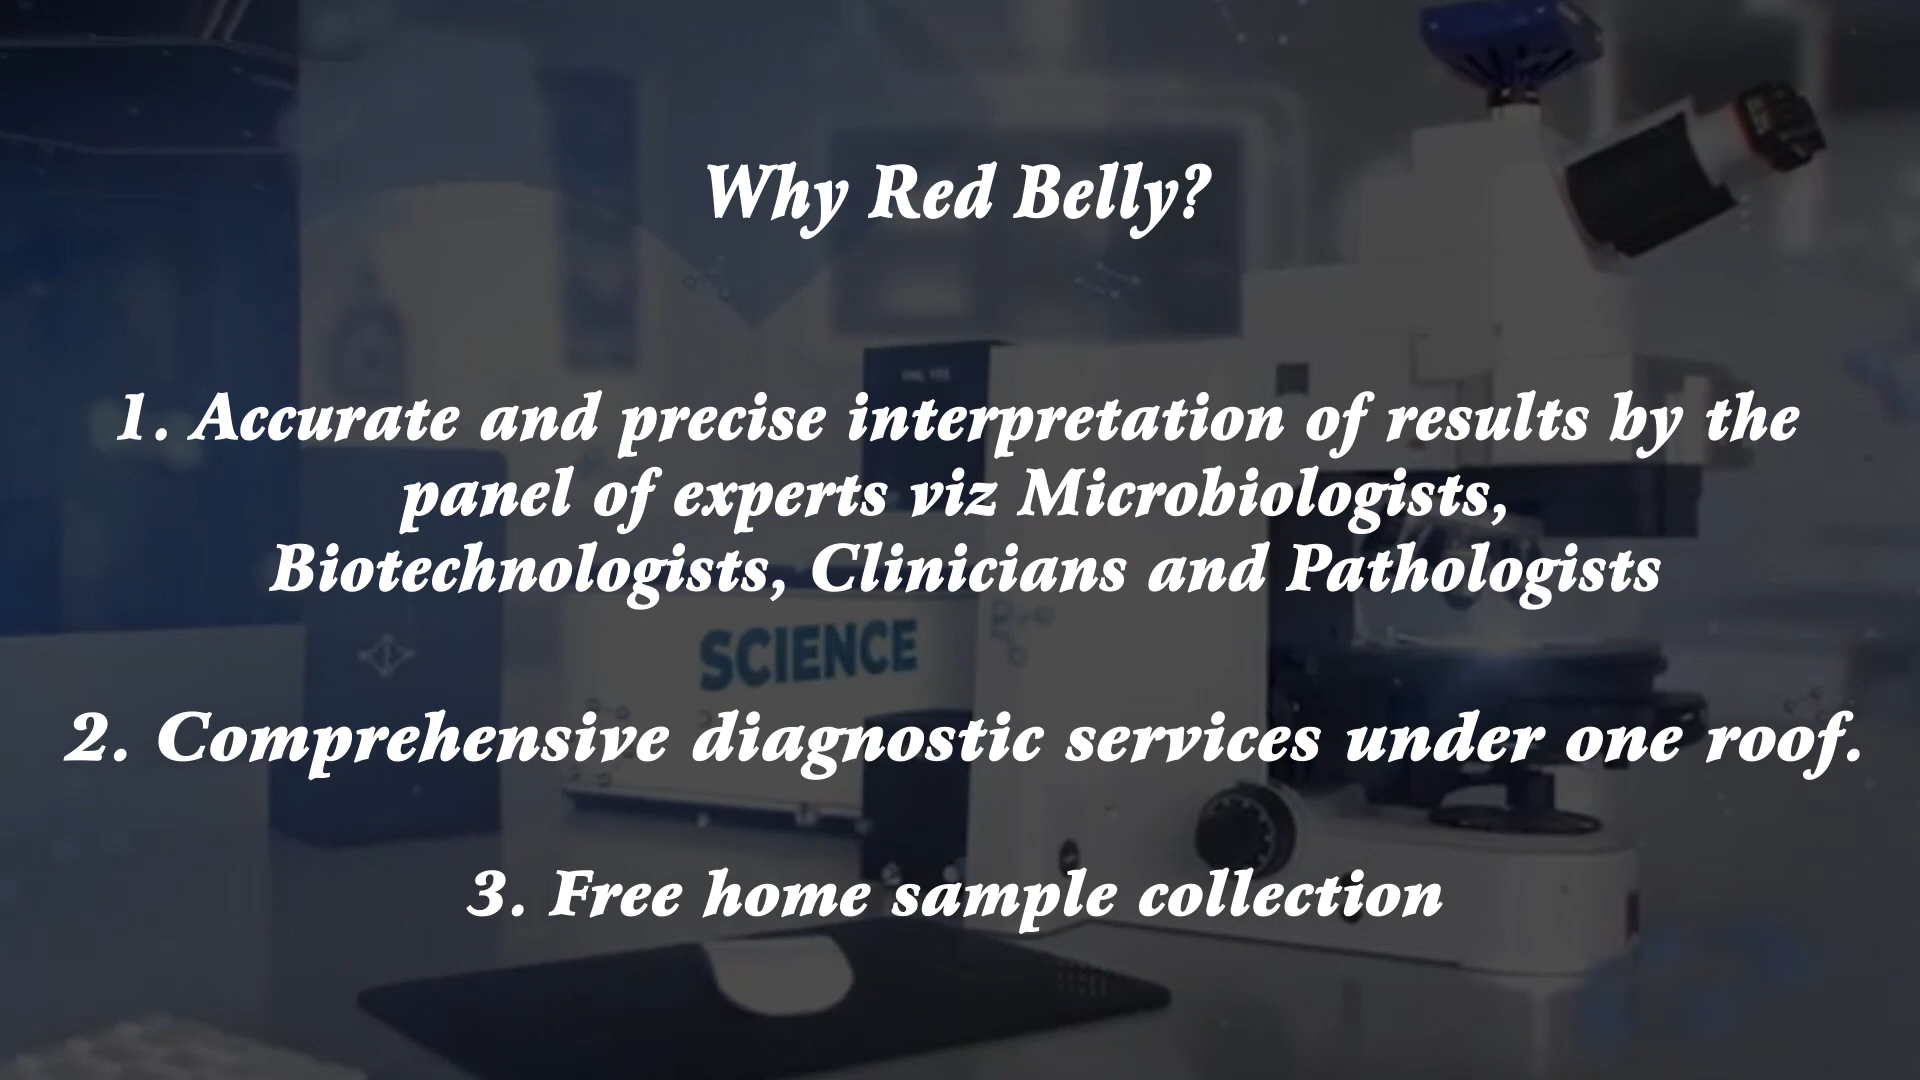 Why Red Belly?
1. Accurate and precise interpretation of results by the
panel of experts viz Microbiologists,
Biotechnologists, Clinicians and Pathologists
SCIENCE
2. Comprehensive diagnostic services under one roof.
3. Free home sample collection